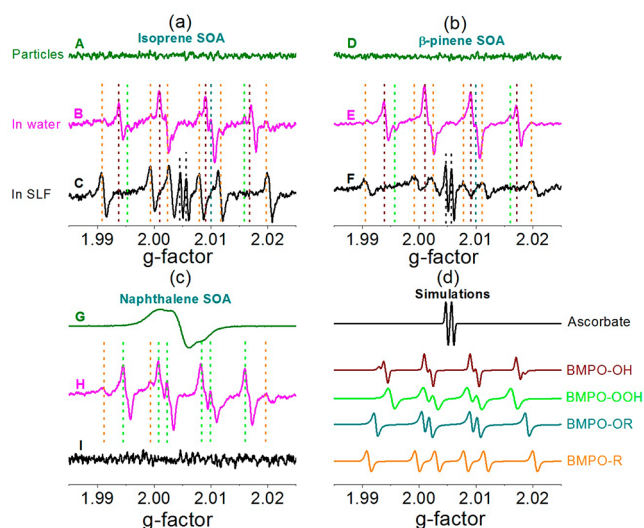 (a)
Isoprene SOA
Particles
A
In water
B
In SLF
C
1.99 2.00 2.01 2.02
g-factor
(b)
β-pinene SOA
D
E
F
1.99 2.00 2.01 2.02
g-factor
(c)
Naphthalene SOA
G
H
I
1.99 2.00 2.01 2.02
g-factor
(d)
Simulations
Ascorbate
BMPO-OH
BMPO-OOH
BMPO-OR
BMPO-R
1.99 2.00 2.01 2.02
g-factor